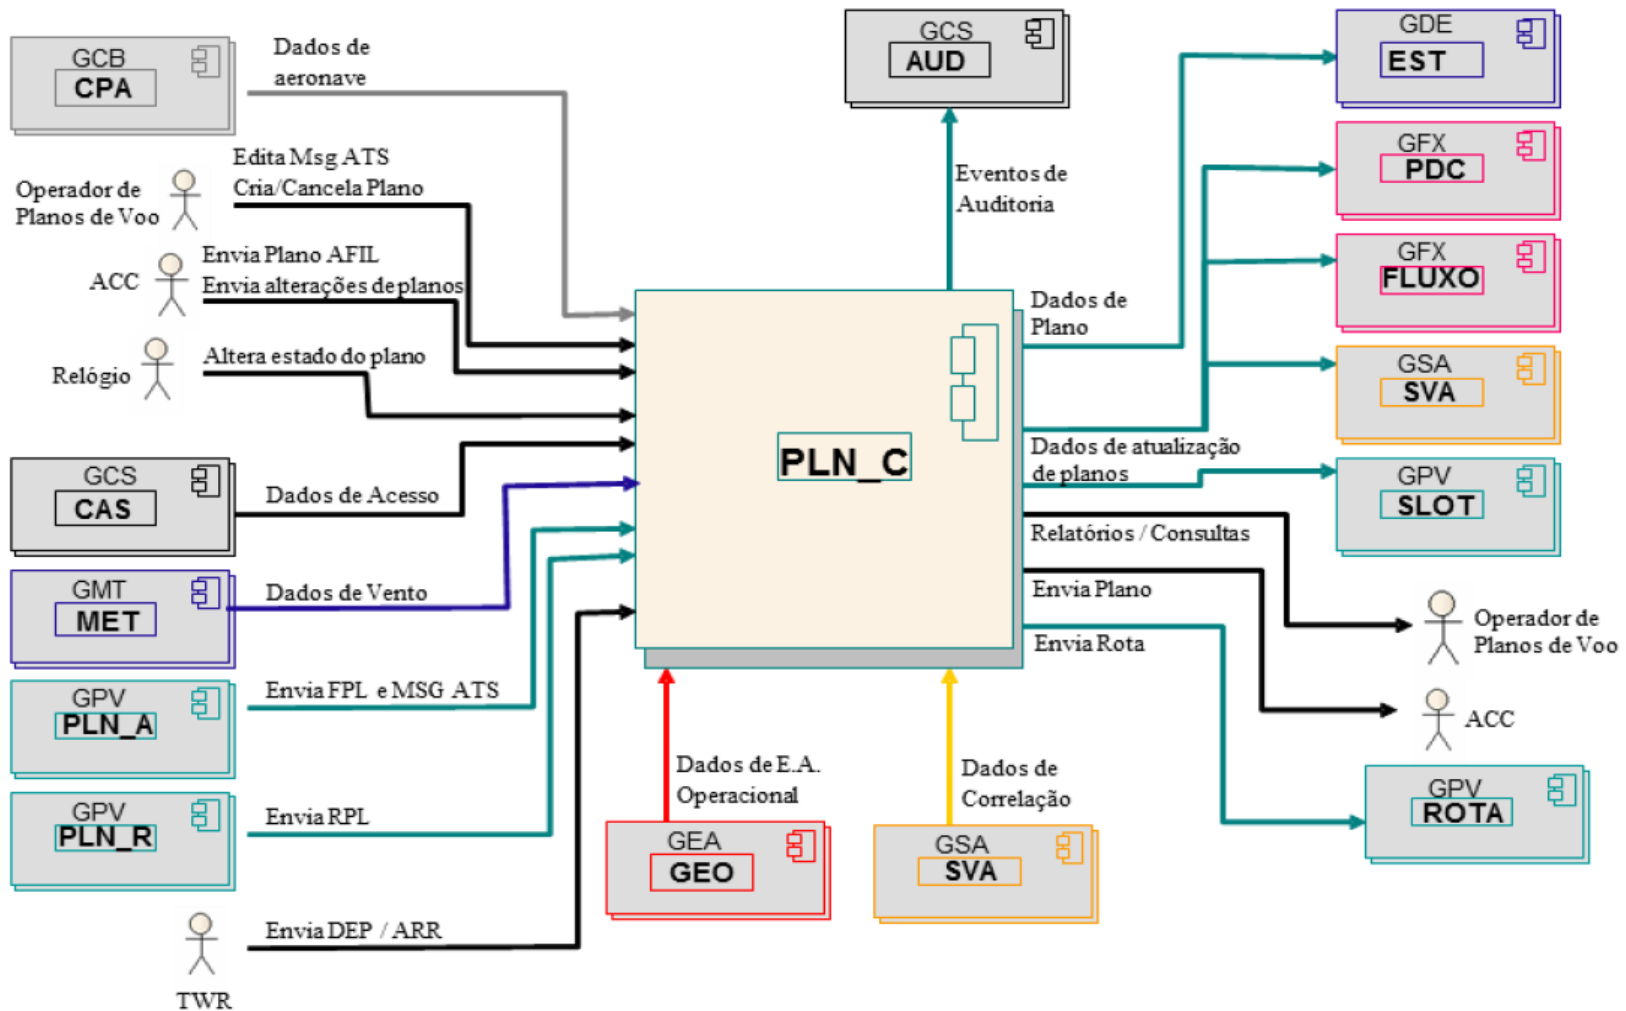 GCB
CPA
Dados de
aeronave
Operador de
Planos de Voo
Edita Msg ATS
Cria/Cancela Plano
ACC
Envia Plano AFIL
Envia alterações de planos
Relógio
Altera estado do plano
GCS
CAS
Dados de Acesso
GMT
MET
Dados de Vento
GPV
PLN_A
Envia FPL e MSG ATS
GPV
PLN_R
Envia RPL
TWR
Envia DEP / ARR
GCS
AUD
Eventos de
Auditoria
PLN_C
GEA
GEO
Dados de E.A.
Operacional
GSA
SVA
Dados de
Correlação
Dados de
Plano
Dados de atualização
de planos
Relatórios / Consultas
Envia Plano
Envia Rota
GDE
EST
GFX
PDC
GFX
FLUXO
GSA
SVA
GPV
SLOT
Operador de
Planos de Voo
ACC
GPV
ROTA